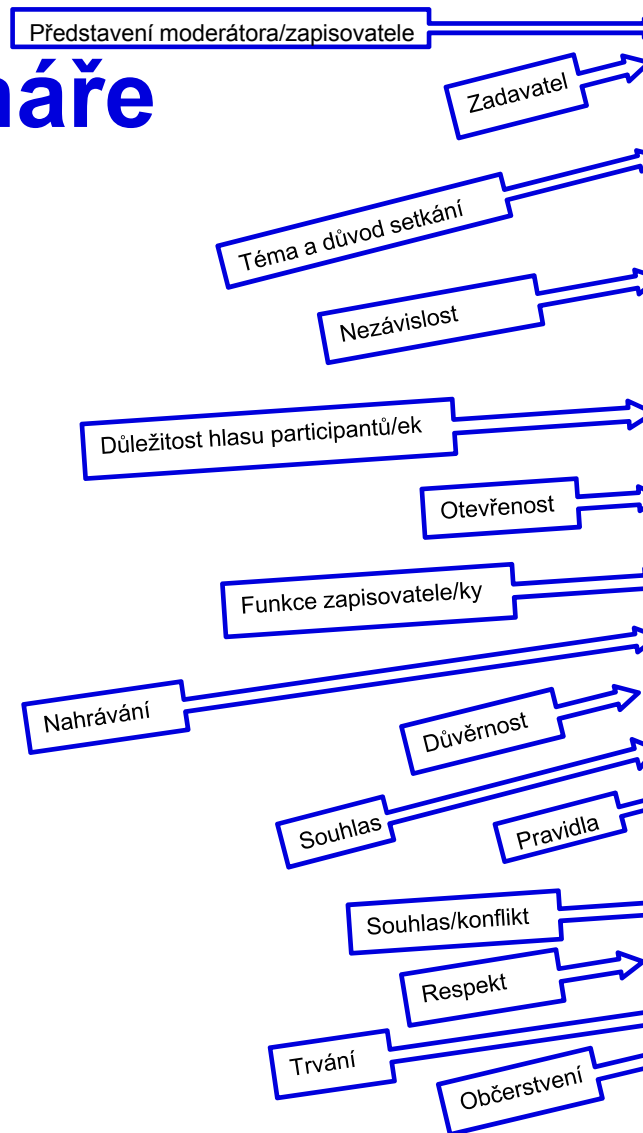 Představení moderátora/zapisovatele
náře
Zadavatel
Téma a důvod setkání
Nezávislost
Důležitost hlasu participantů/ek
Otevřenost
Funkce zapisovatele/ky
Nahrávání
Důvěrnost
Souhlas
Pravidla
Souhlas/konflikt
Respekt
Trvání
Občerstvení